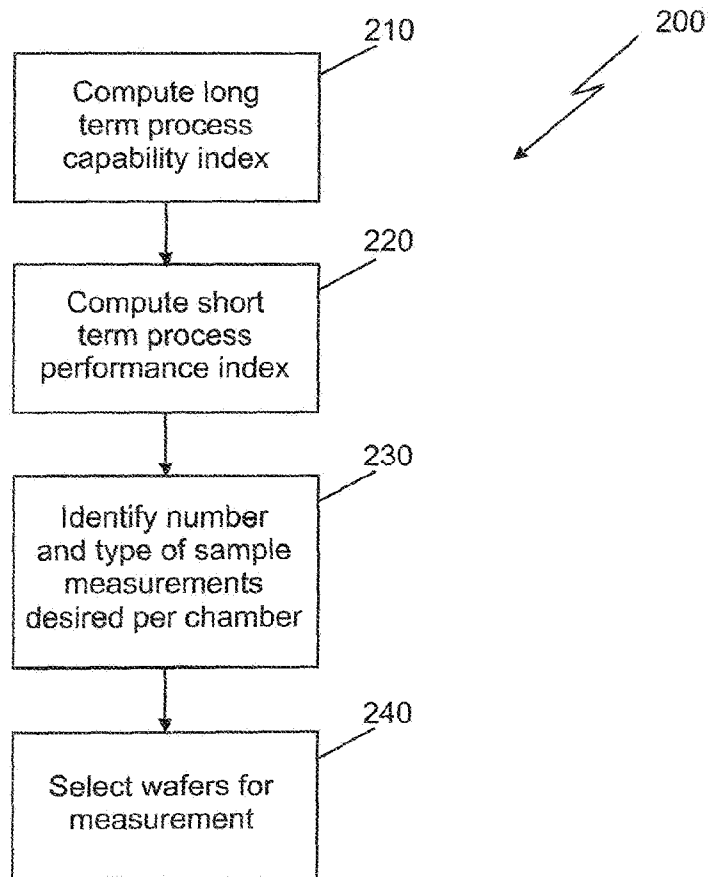 200
210
Compute long
term process
capability index
220
Compute short
term process
performance index
230
Identify number
and type of sample
measurements
desired per chamber
240
Select wafers for
measurement